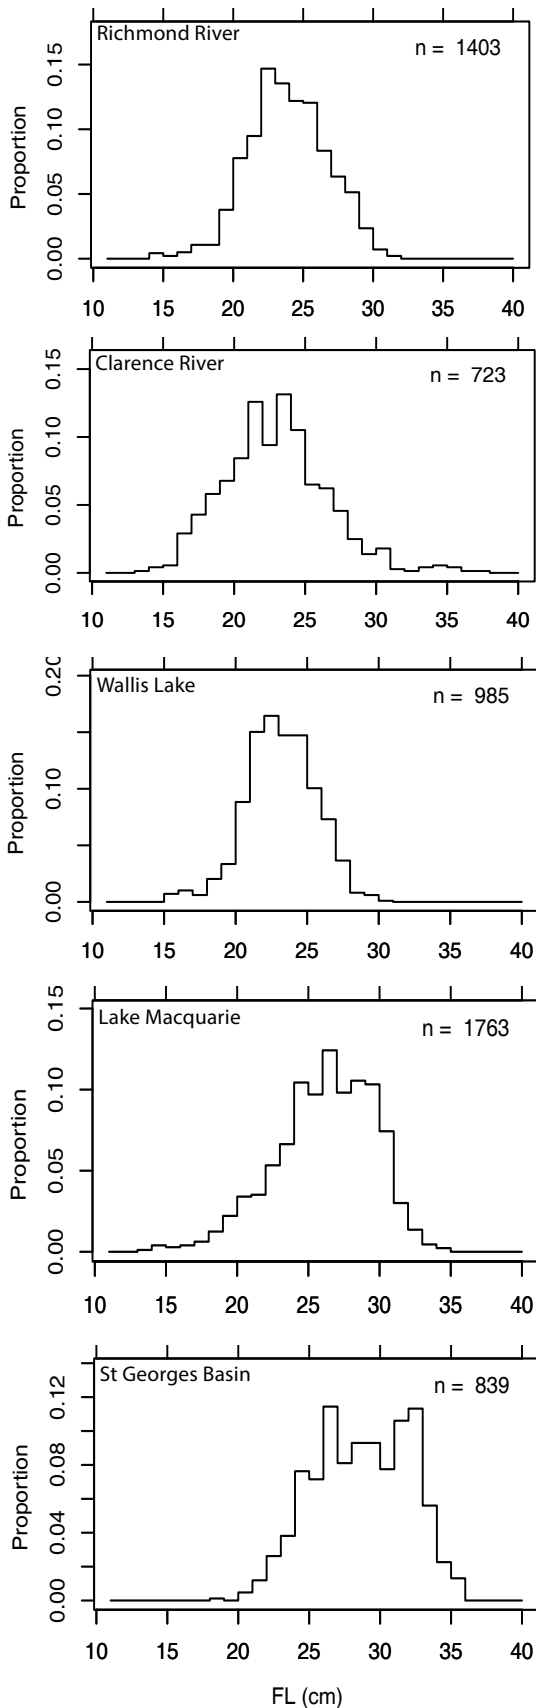 Richmond River
n = 1403
Proportion
0.15
0.10
0.05
0.00
10 15 20 25 30 35 40
Clarence River
n = 723
Proportion
0.15
0.10
0.05
0.00
10 15 20 25 30 35 40
Wallis Lake
n = 985
Proportion
0.20
0.10
0.00
10 15 20 25 30 35 40
Lake Macquarie
n = 1763
Proportion
0.15
0.10
0.05
0.00
10 15 20 25 30 35 40
St Georges Basin
n = 839
Proportion
0.12
0.08
0.04
0.00
10 15 20 25 30 35 40
FL (cm)